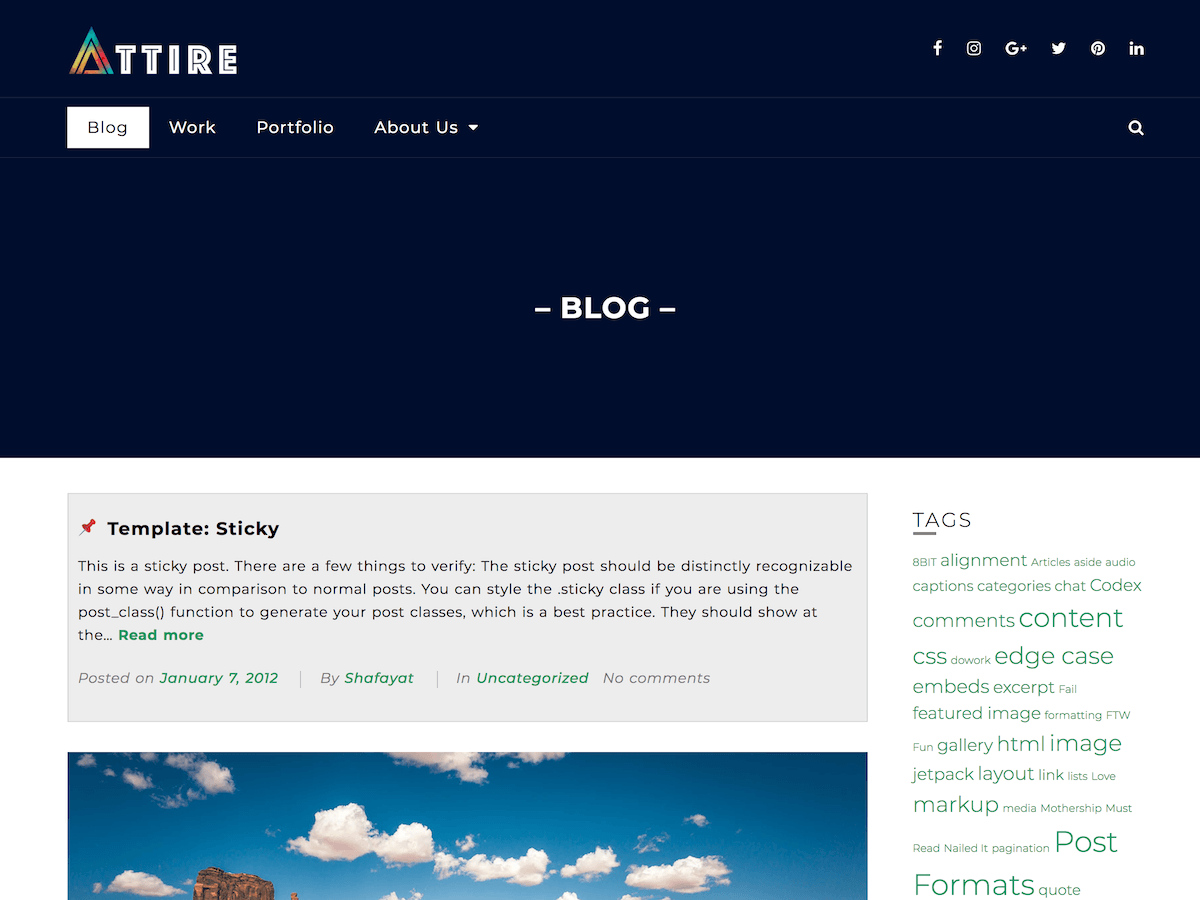 ATTIRE
Blog Work Portfolio About Us
– BLOG –
Template: Sticky
This is a sticky post. There are a few things to verify: The sticky post should be distinctly recognizable
in some way in comparison to normal posts. You can style the .sticky class if you are using the
post_class() function to generate your post classes, which is a best practice. They should show at
the... Read more
Posted on January 7, 2012 By Shafayat In Uncategorized No comments
TAGS
8BIT alignment Articles aside audio
captions categories chat Codex
comments content
css dowork edge case
embeds excerpt Fail
featured image formatting FTW
Fun gallery html image
jetpack layout link lists Love
markup media Mothership Must
Read Nailed It pagination Post
Formats quote